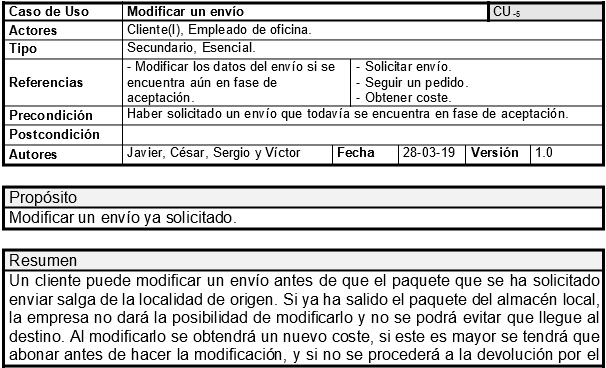 Caso de Uso Modificar un envío CU-5
Actores Cliente(I), Empleado de oficina.
Tipo Secundario, Esencial.
Referencias
- Modificar los datos del envío si se
encuentra aún en fase de
aceptación.
- Solicitar envío.
- Seguir un pedido.
- Obtener coste.
Precondición Haber solicitado un envío que todavía se encuentra en fase de aceptación.
Postcondición
Autores Javier, César, Sergio y Víctor Fecha 28-03-19 Versión 1.0
Propósito
Modificar un envío ya solicitado.
Resumen
Un cliente puede modificar un envío antes de que el paquete que se ha solicitado
enviar salga de la localidad de origen. Si ya ha salido el paquete del almacén local,
la empresa no dará la posibilidad de modificarlo y no se podrá evitar que llegue al
destino. Al modificarlo se obtendrá un nuevo coste, si este es mayor se tendrá que
abonar antes de hacer la modificación, y si no se procederá a la devolución por el